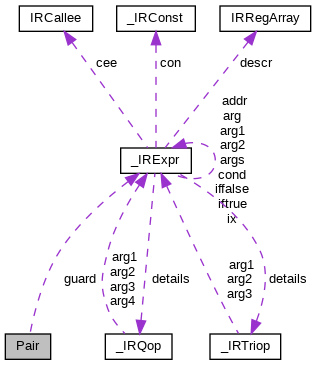 IRCallee
_IRConst
IRRegArray
cee
con
descr
addr
arg
arg1
arg2
args
cond
iffalse
iftrue
ix
_IRExpr
guard
arg1
arg2
arg3
arg4
details
arg1
arg2
arg3
details
Pair
_IRQop
_IRTriop